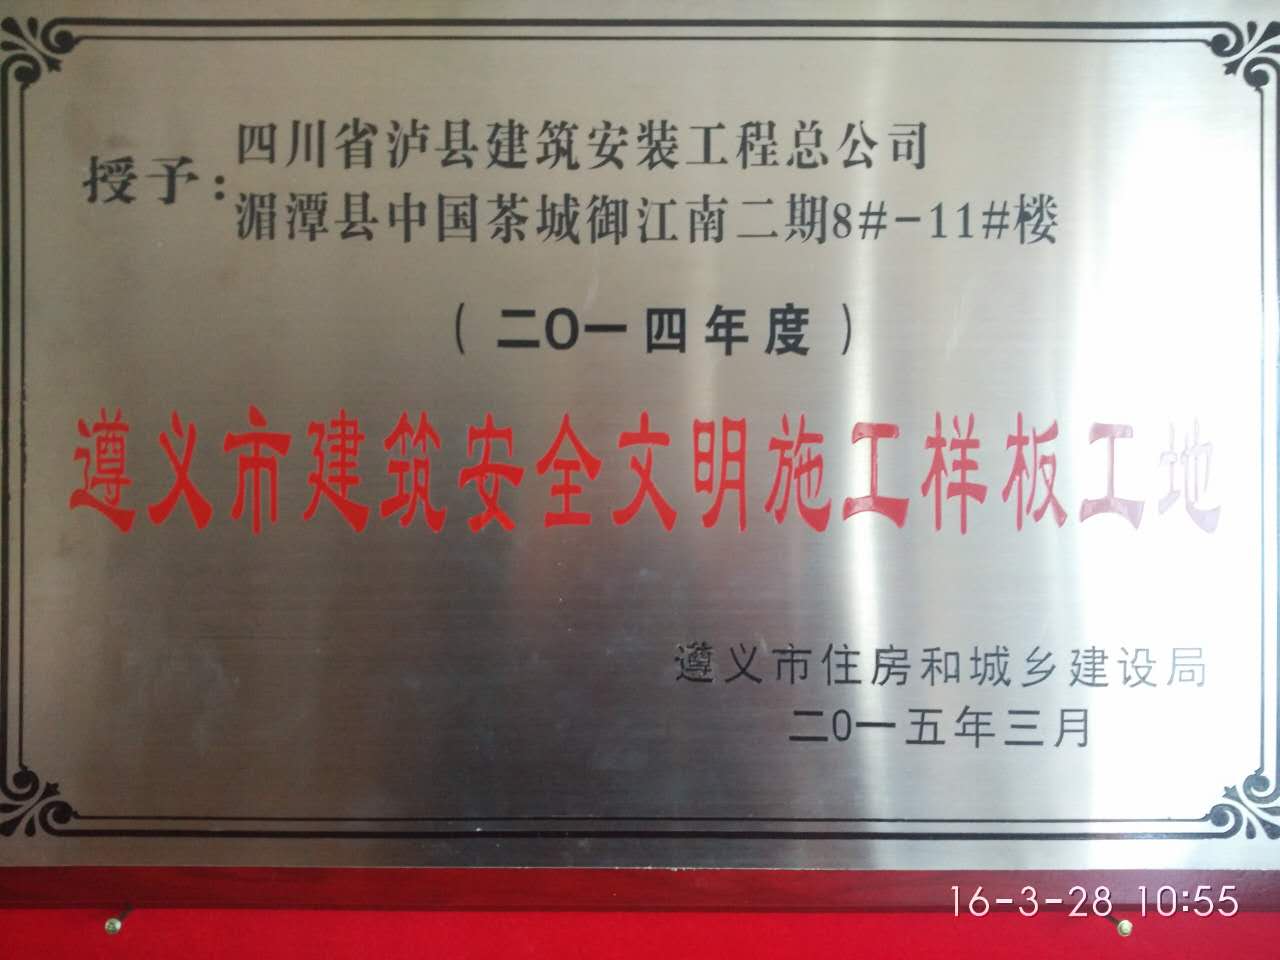 授予：四川省泸县建筑安装工程总公司
湄潭县中国茶城御江南二期8#-11#楼
（二〇一四年度）
遵义市建筑安全文明施工样板工地
遵义市住房和城乡建设局
二〇一五年三月
16-3-28 10:55